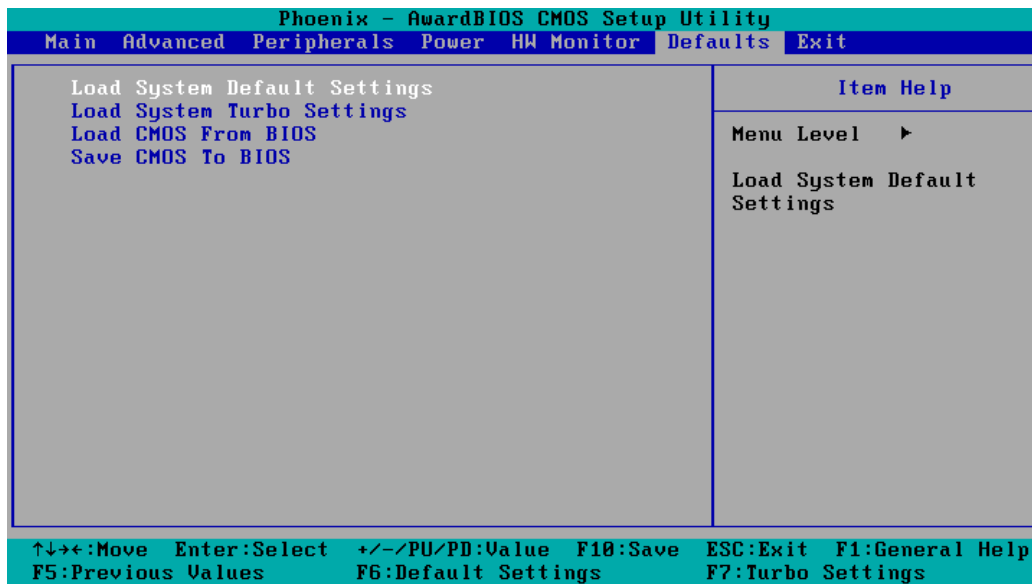 Phoenix - AwardBIOS CMOS Setup Utility
Main Advanced Peripherals Power HW Monitor Defaults Exit
Load System Default Settings
Load System Turbo Settings
Load CMOS From BIOS
Save CMOS To BIOS
Item Help
Menu Level ▶
Load System Default
Settings
↑↓→←:Move Enter:Select +/-/PU/PD:Value F10:Save ESC:Exit F1:General Help
F5:Previous Values F6:Default Settings F7:Turbo Settings